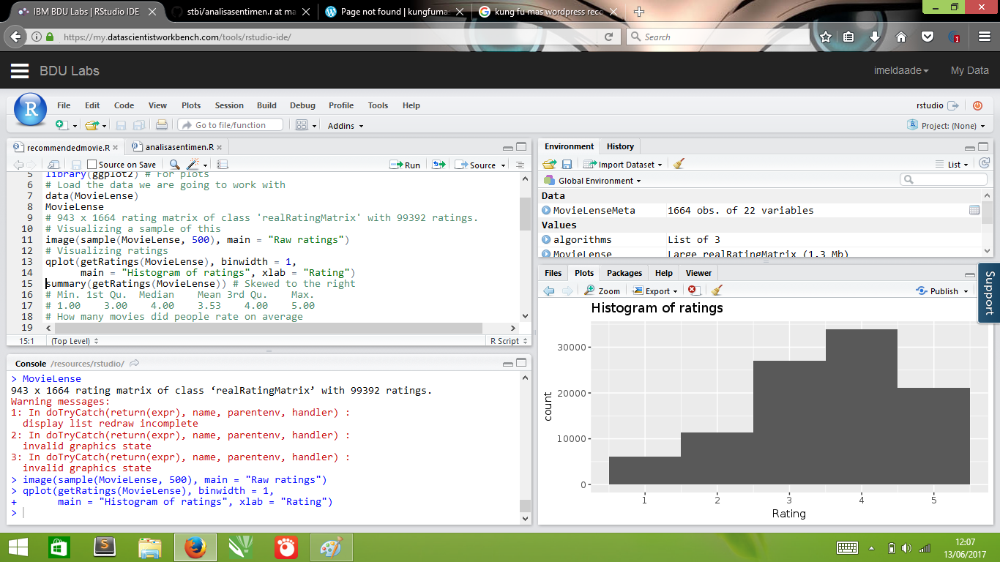 IBM BDU Labs | RStudio IDE
stbi/analisasentimen.r at ma
Page not found | kungfumas
kung fu mas wordpress reco
https://my.datascientistworkbench.com/tools/rstudio-ide/
Search
1
BDU Labs
imeldaade
My Data
R
File Edit Code View Plots Session Build Debug Profile Tools Help
rstudio
Go to file/function
Addins
Project: (None)
recommendedmovie.R
analisasentimen.R
Source on Save
Run
Source
5 library(ggplot2) # For plots
6 # Load the data we are going to work with
7 data(MovieLense)
8 MovieLense
9 # 943 x 1664 rating matrix of class 'realRatingMatrix' with 99392 ratings.
10 # Visualizing a sample of this
11 image(sample(MovieLense, 500), main = "Raw ratings")
12 # Visualizing ratings
13 qplot(getRatings(MovieLense), binwidth = 1,
14 main = "Histogram of ratings", xlab = "Rating")
15 summary(getRatings(MovieLense)) # Skewed to the right
16 # Min. 1st Qu. Median Mean 3rd Qu. Max.
17 # 1.00 3.00 4.00 3.53 4.00 5.00
18 # How many movies did people rate on average
19
15:1 (Top Level) R Script
Console /resources/rstudio/
> MovieLense
943 x 1664 rating matrix of class ‘realRatingMatrix’ with 99392 ratings.
Warning messages:
1: In doTryCatch(return(expr), name, parentenv, handler) :
display list redraw incomplete
2: In doTryCatch(return(expr), name, parentenv, handler) :
invalid graphics state
3: In doTryCatch(return(expr), name, parentenv, handler) :
invalid graphics state
> image(sample(MovieLense, 500), main = "Raw ratings")
> qplot(getRatings(MovieLense), binwidth = 1,
+ main = "Histogram of ratings", xlab = "Rating")
>
Environment History
Import Dataset
List
Global Environment
Data
MovieLenseMeta 1664 obs. of 22 variables
Values
algorithms List of 3
MovieLense Large realRatingMatrix (1.3 Mb)
Files Plots Packages Help Viewer
Zoom Export Publish
Support
Histogram of ratings
30000
20000
10000
0
count
1 2 3 4 5
Rating
S
12:07
13/06/2017